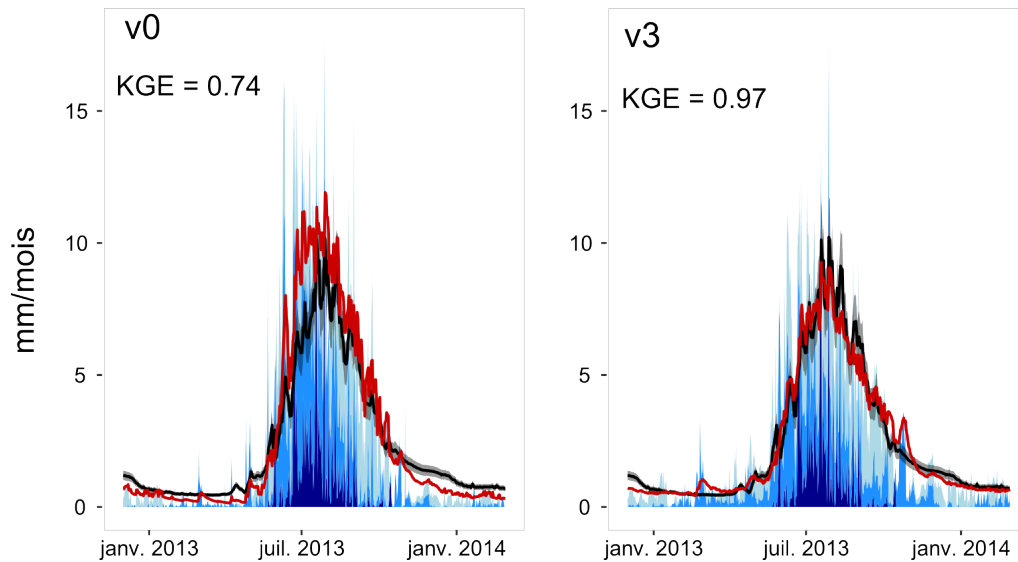 v0
KGE = 0.74
mm/mois
15
10
5
0
janv. 2013
juil. 2013
janv. 2014
v3
KGE = 0.97
15
10
5
0
janv. 2013
juil. 2013
janv. 2014